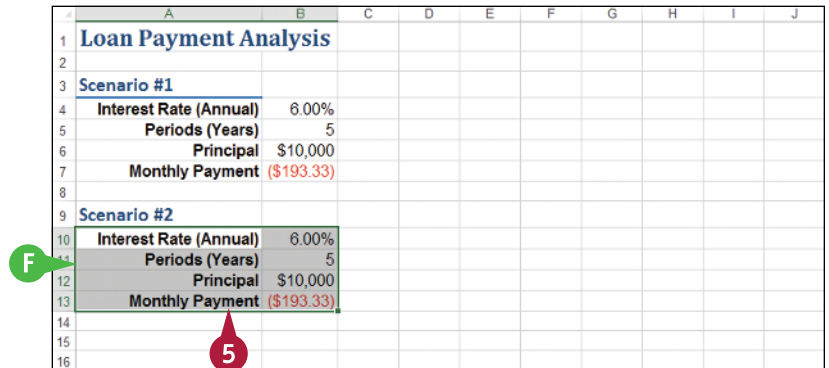 A B C D E F G H I J
1 Loan Payment Analysis
2
3 Scenario #1
4 Interest Rate (Annual) 6.00%
5 Periods (Years) 5
6 Principal $10,000
7 Monthly Payment ($193.33)
8
9 Scenario #2
10 Interest Rate (Annual) 6.00%
F 11 Periods (Years) 5
12 Principal $10,000
13 Monthly Payment ($193.33)
14
15
5
16